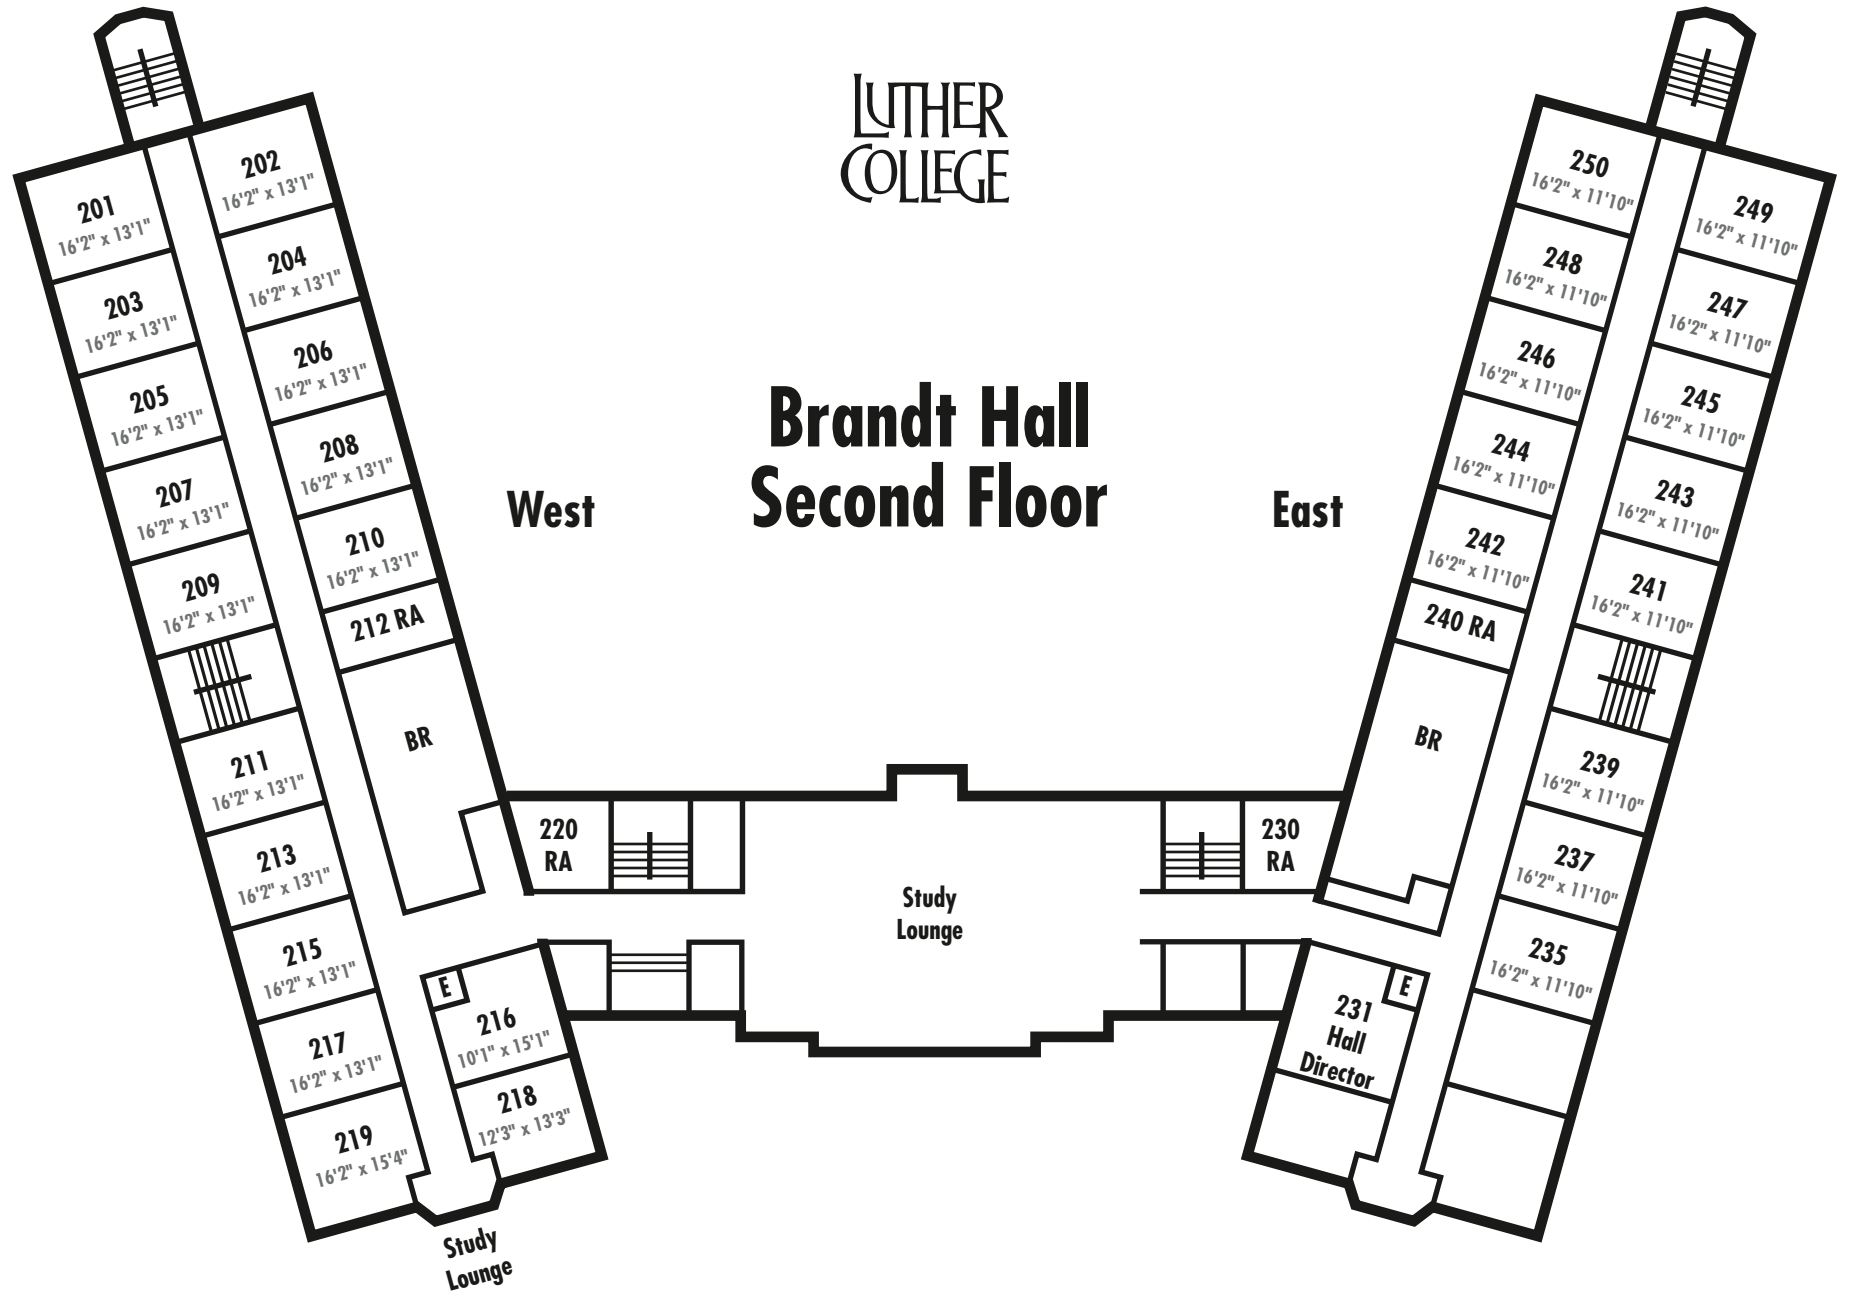 LUTHER
COLLEGE
Brandt Hall
Second Floor
West
East
201
16'2" x 13'1"
203
16'2" x 13'1"
205
16'2" x 13'1"
207
16'2" x 13'1"
209
16'2" x 13'1"
211
16'2" x 13'1"
213
16'2" x 13'1"
215
16'2" x 13'1"
217
16'2" x 13'1"
219
16'2" x 15'4"
202
16'2" x 13'1"
204
16'2" x 13'1"
206
16'2" x 13'1"
208
16'2" x 13'1"
210
16'2" x 13'1"
212 RA
BR
E
216
10'1" x 15'1"
218
12'3" x 13'3"
Study
Lounge
220
RA
Study
Lounge
230
RA
250
16'2" x 11'10"
248
16'2" x 11'10"
246
16'2" x 11'10"
244
16'2" x 11'10"
242
16'2" x 11'10"
240 RA
BR
E
231
Hall
Director
249
16'2" x 11'10"
247
16'2" x 11'10"
245
16'2" x 11'10"
243
16'2" x 11'10"
241
16'2" x 11'10"
239
16'2" x 11'10"
237
16'2" x 11'10"
235
16'2" x 11'10"